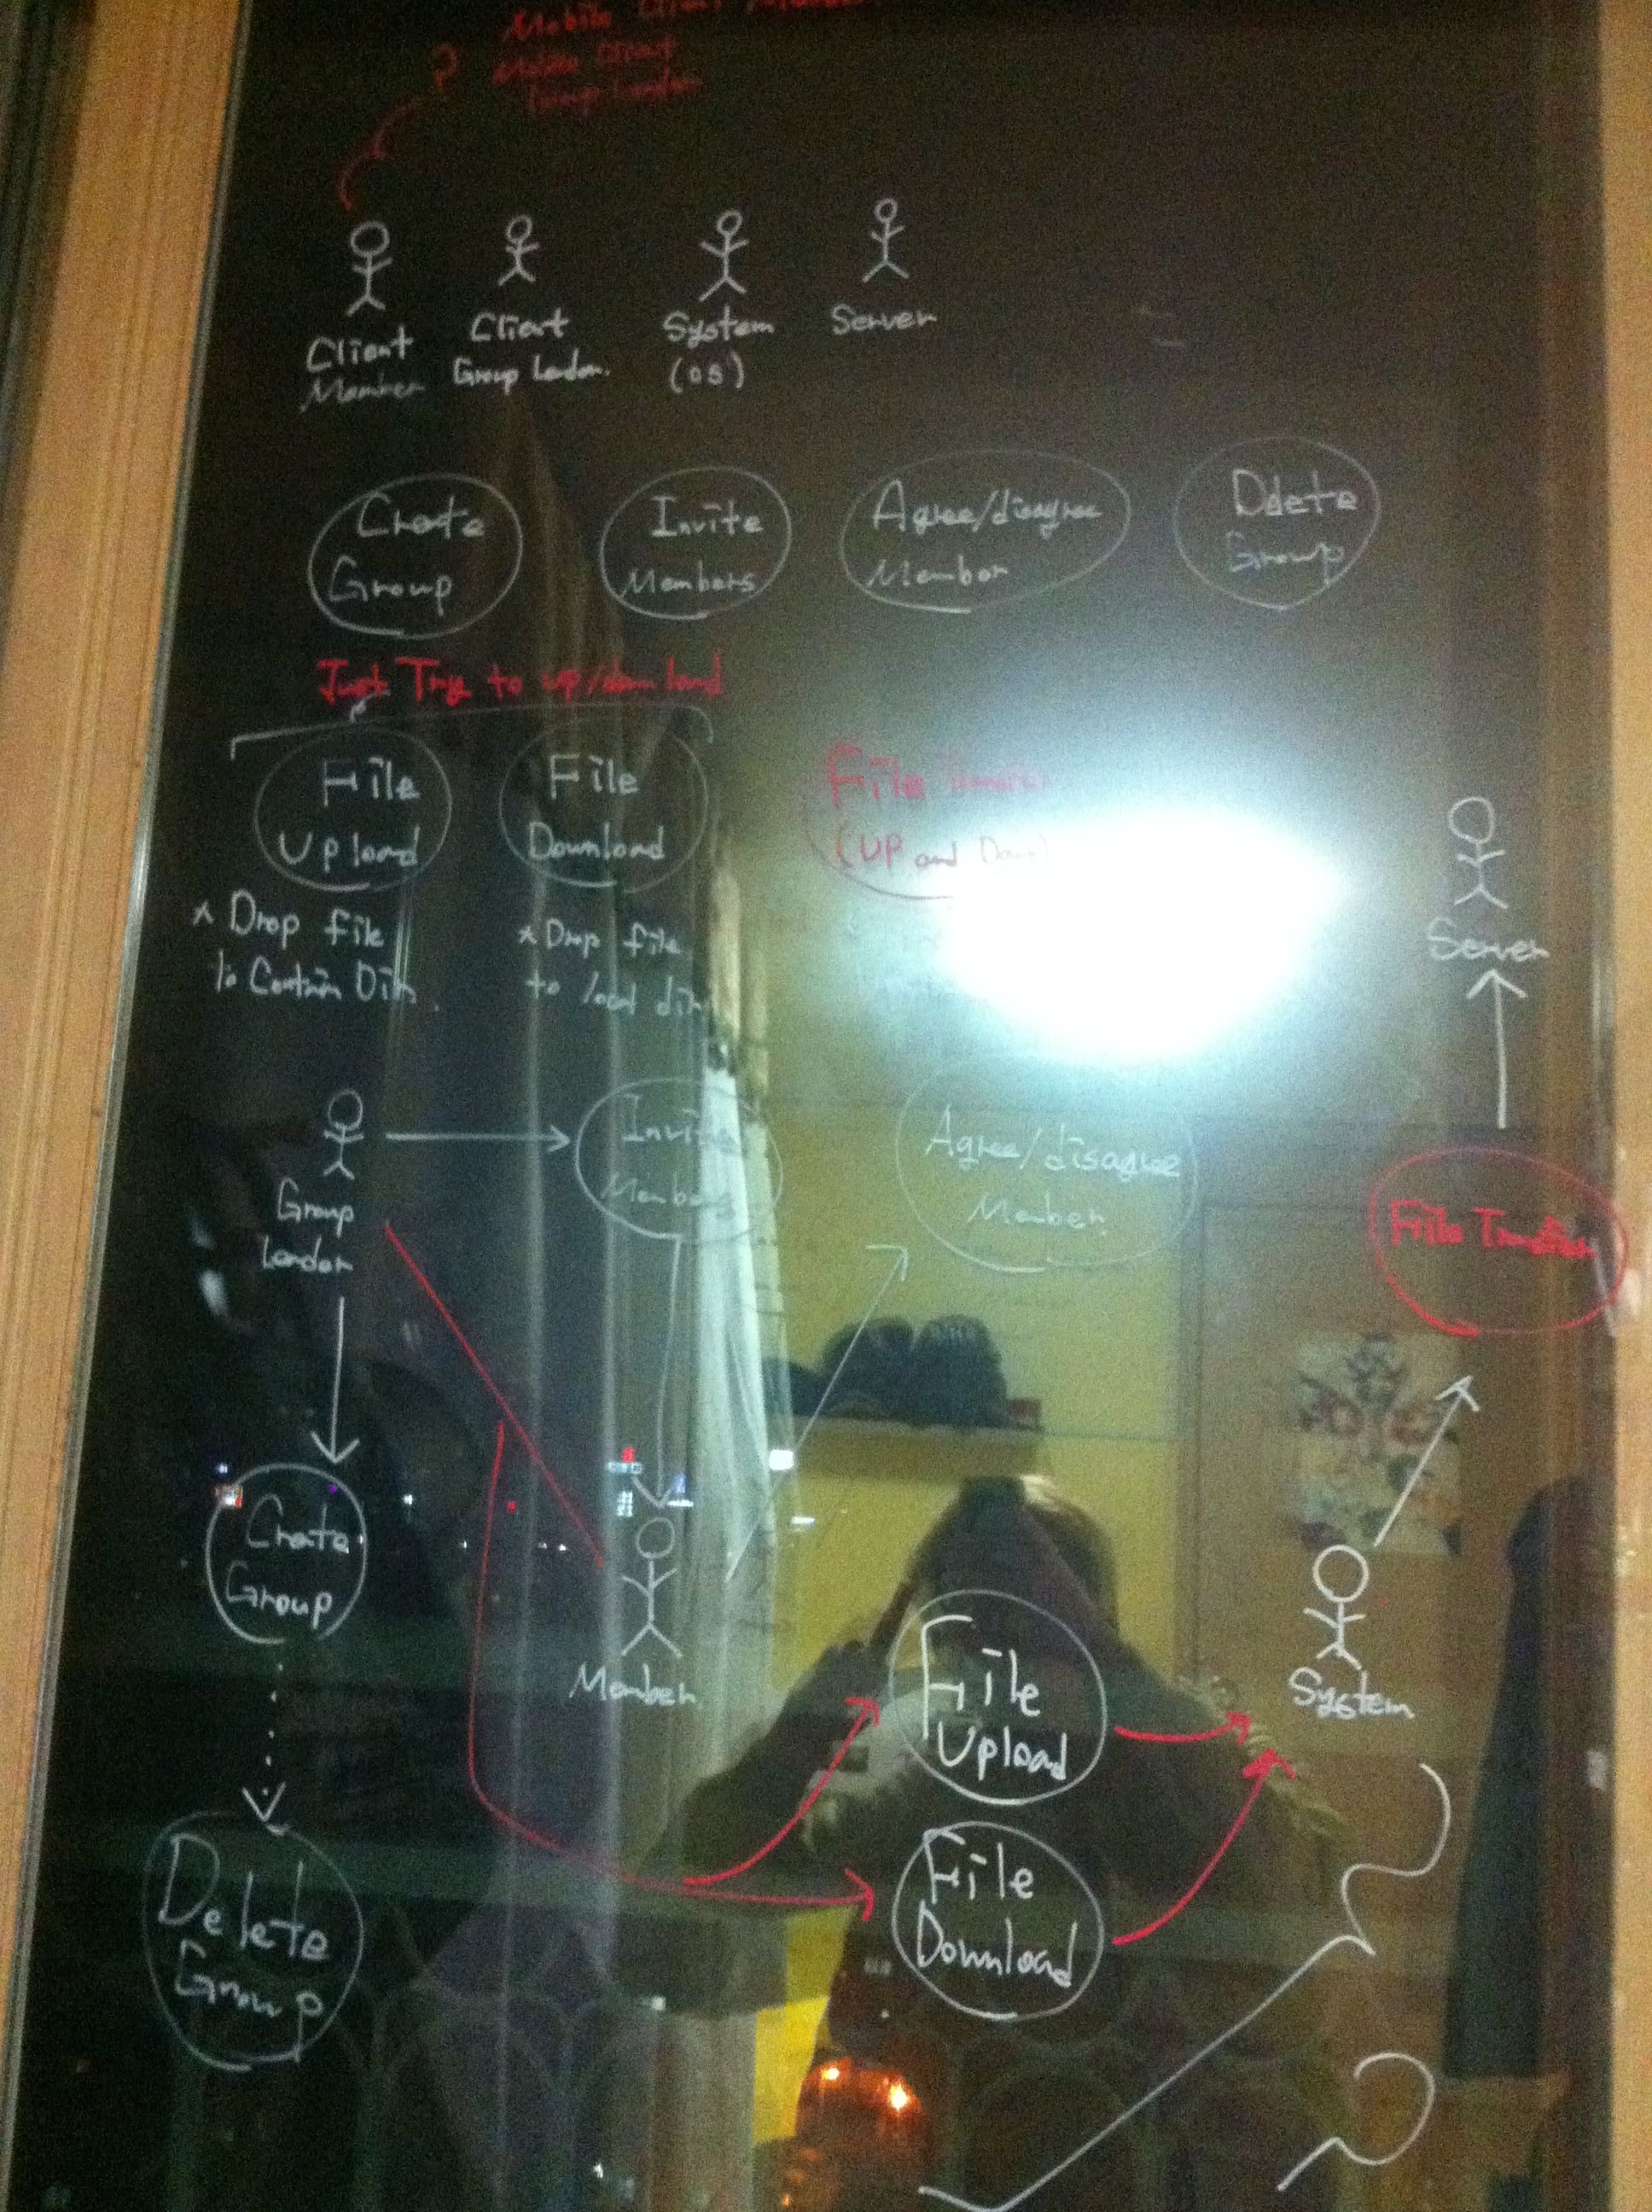 Mobile Client
Client
Group Leader
?
Client
Member
Client
Group Leader.
System
(OS)
Server
Create
Group
Invite
Members
Agree/disagree
Member
Delete
Group
Just Try to up/download
File
Upload
File
Download
File
(UP and Down)
* Drop file
to Contain Dir
* Drop file
to local dir
Server
Group
Leader
Invite
Members
Agree/disagree
Member
File Transfer
Create
Group
Member
File
Upload
System
Delete
Group
File
Download